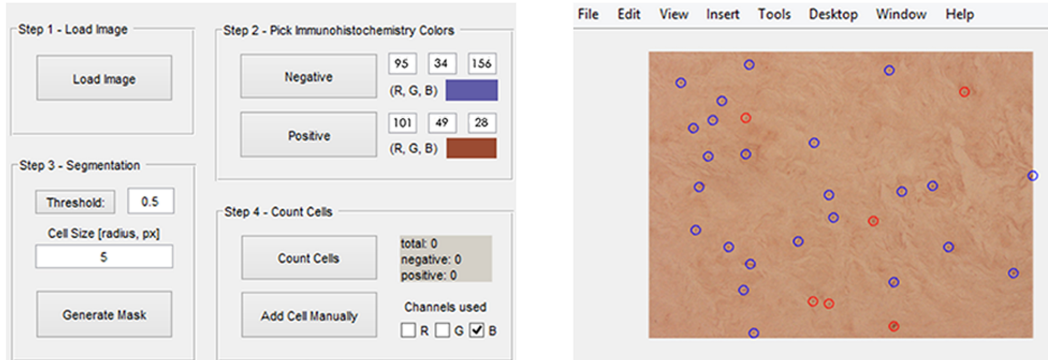 Step 1 - Load Image
Load Image
Step 2 - Pick Immunohistochemistry Colors
Negative
95 34 156
(R, G, B)
Positive
101 49 28
(R, G, B)
Step 3 - Segmentation
Threshold: 0.5
Cell Size [radius, px]
5
Generate Mask
Step 4 - Count Cells
Count Cells
total: 0
negative: 0
positive: 0
Add Cell Manually
Channels used
R G B
File Edit View Insert Tools Desktop Window Help